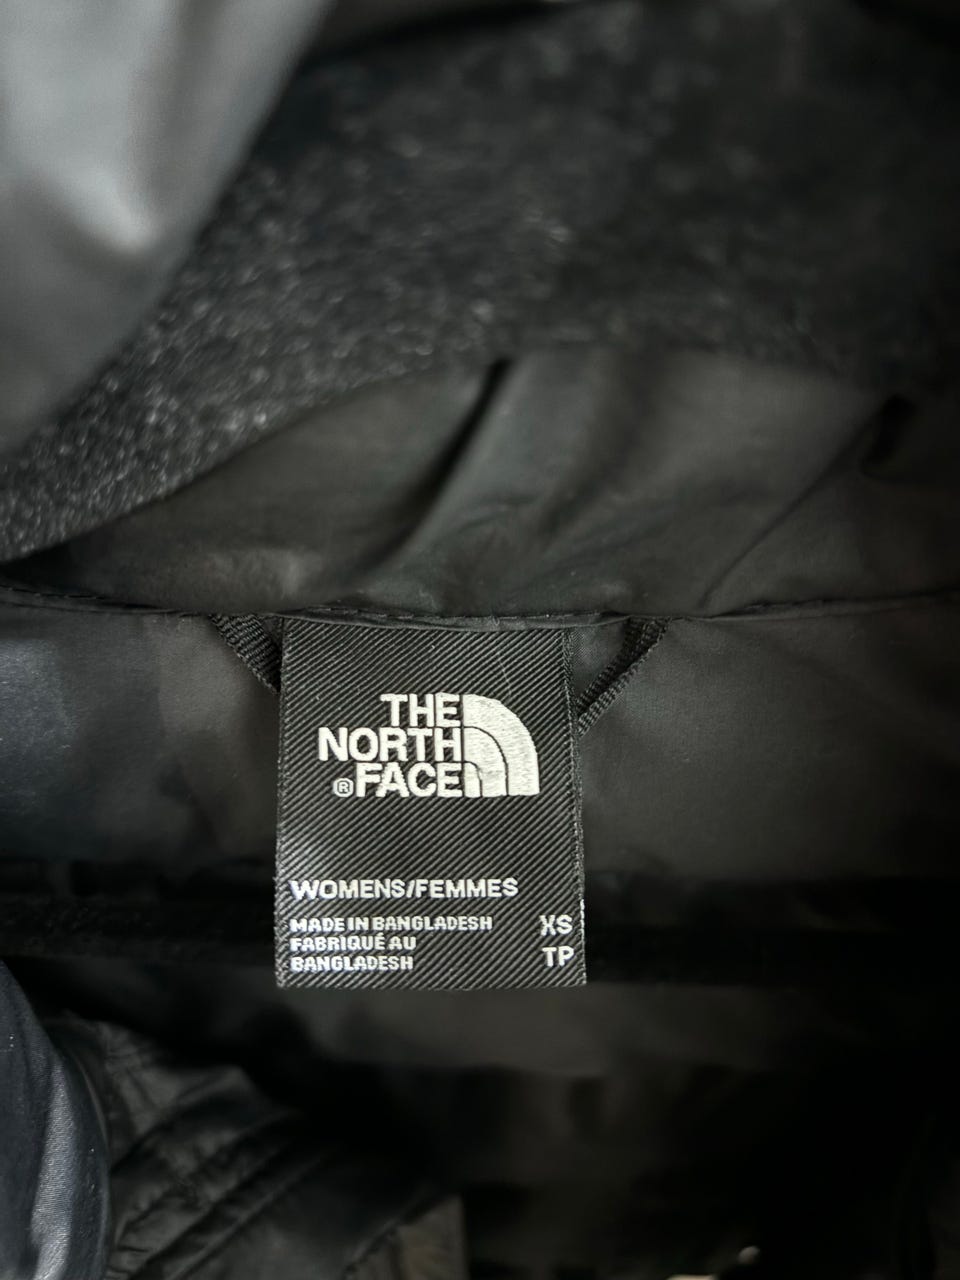 THE
NORTH
®FACE
WOMENS/FEMMES
MADE IN BANGLADESH XS
FABRIQUÉ AU
BANGLADESH TP